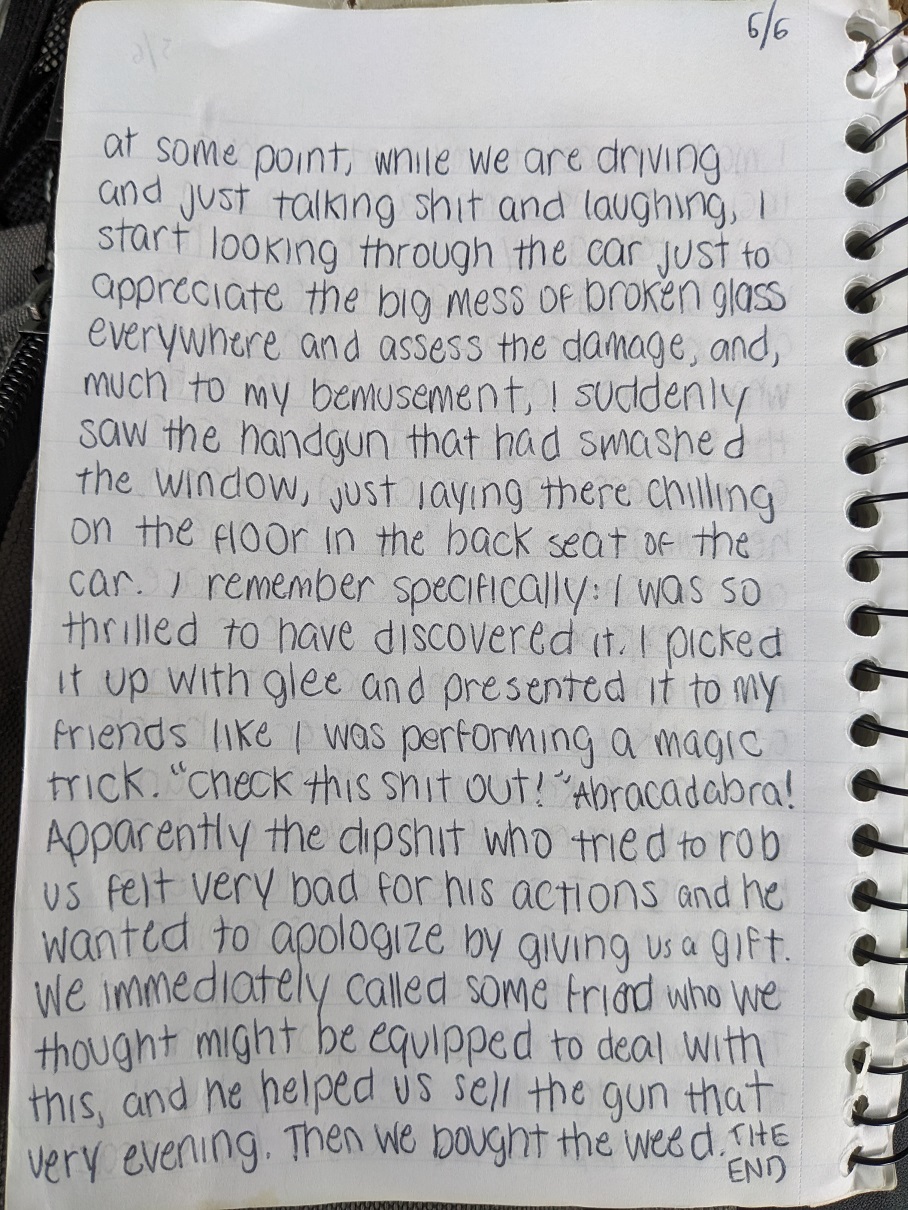 6/6
at some point, while we are driving
and just talking shit and laughing, I
start looking through the car just to
appreciate the big mess of broken glass
everywhere and assess the damage, and,
much to my bemusement, I suddenly
saw the handgun that had smashed
the window, just laying there chilling
on the floor in the back seat of the
car. I remember specifically: I was so
thrilled to have discovered it. I picked
it up with glee and presented it to my
friends like I was performing a magic
trick. "Check this shit out!" "Abracadabra!
Apparently the dipshit who tried to rob
us felt very bad for his actions and he
wanted to apologize by giving us a gift.
We immediately called some friend who we
thought might be equipped to deal with
this, and he helped us sell the gun that
very evening. Then we bought the weed. THE
END